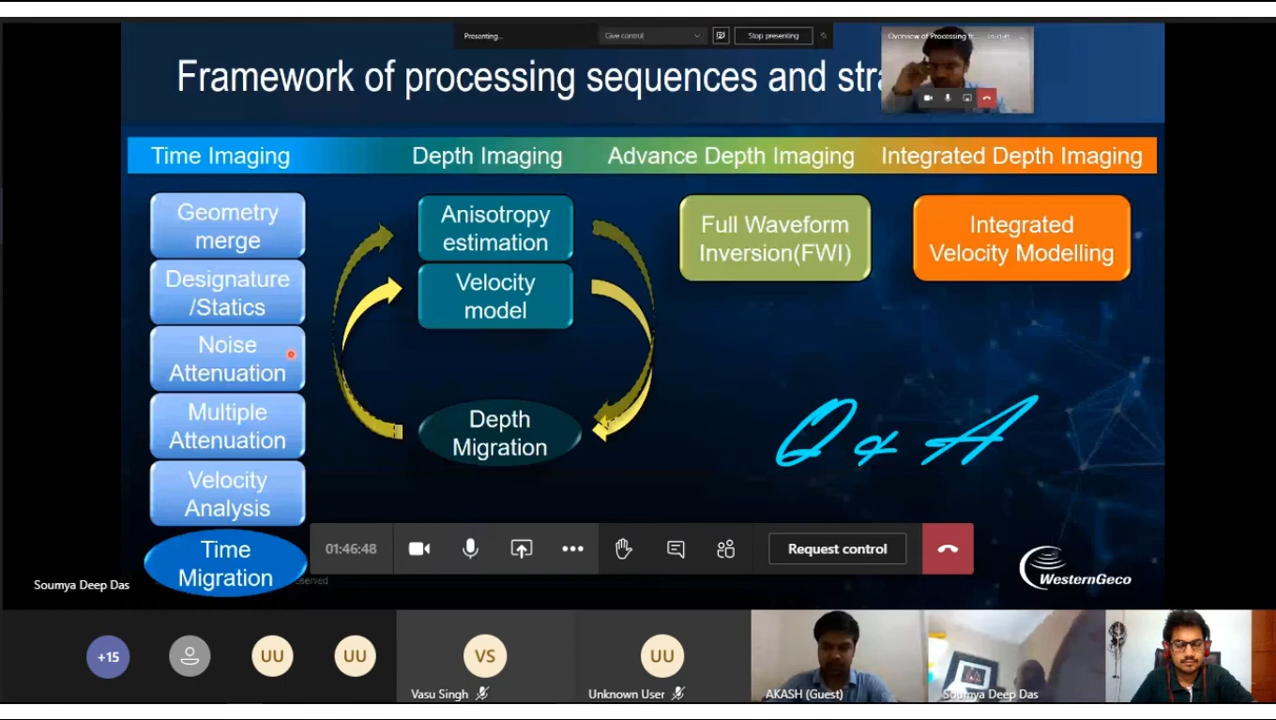 Presenting...
Give control
Stop presenting
Overview of Processing fr...
Framework of processing sequences and stra
Time Imaging
Depth Imaging
Advance Depth Imaging
Integrated Depth Imaging
Geometry
merge
Designature
/Statics
Noise
Attenuation
Multiple
Attenuation
Velocity
Analysis
Time
Migration
Anisotropy
estimation
Velocity
model
Depth
Migration
Full Waveform
Inversion(FWI)
Integrated
Velocity Modelling
Q & A
01:46:48
Request control
served
WesternGeco
Soumya Deep Das
+15
UU
UU
VS
Vasu Singh
UU
Unknown User
AKASH (Guest)
Soumya Deep Das